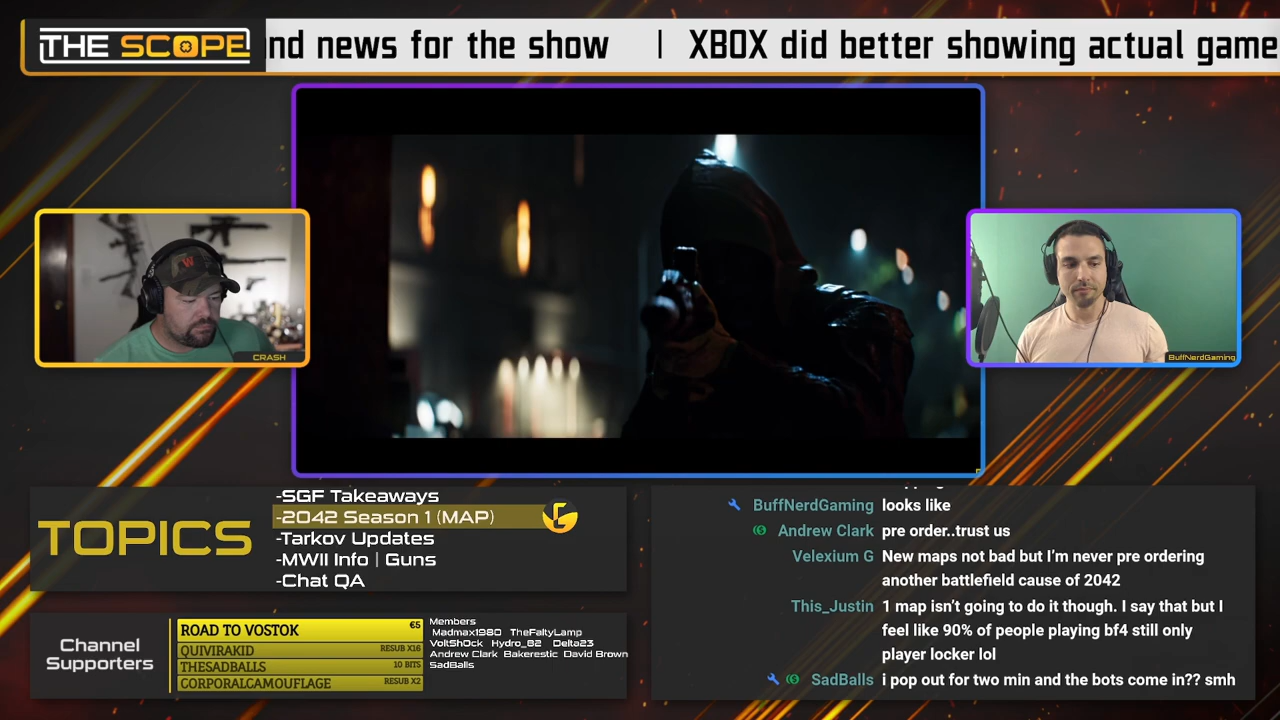 THE SCOPE
nd news for the show | XBOX did better showing actual game
W
CRASH
BuffNerdGaming
TOPICS
-SGF Takeaways
-2042 Season 1 (MAP)
-Tarkov Updates
-MWII Info | Guns
-Chat QA
BuffNerdGaming looks like
Andrew Clark pre order..trust us
Velexium G New maps not bad but I'm never pre ordering
another battlefield cause of 2042
This_Justin 1 map isn't going to do it though. I say that but I
feel like 90% of people playing bf4 still only
player locker lol
SadBalls i pop out for two min and the bots come in?? smh
Channel
Supporters
ROAD TO VOSTOK €5
QUIVIRAKID RESUB X16
THESADBALLS 10 BITS
CORPORALCAMOUFLAGE RESUB X2
Members
Madmax1980 TheFaltyLamp
VoltSh0ck Hydro_82 Delta23
Andrew Clark Bakerestic David Brown
SadBalls